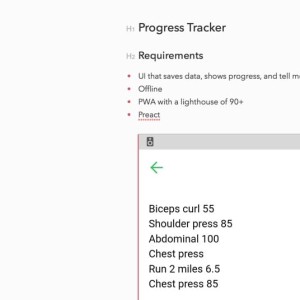 H1 Progress Tracker
H2 Requirements
• UI that saves data, shows progress, and tell m
• Offline
• PWA with a lighthouse of 90+
• Preact
Biceps curl 55
Shoulder press 85
Abdominal 100
Chest press
Run 2 miles 6.5
Chest press 85